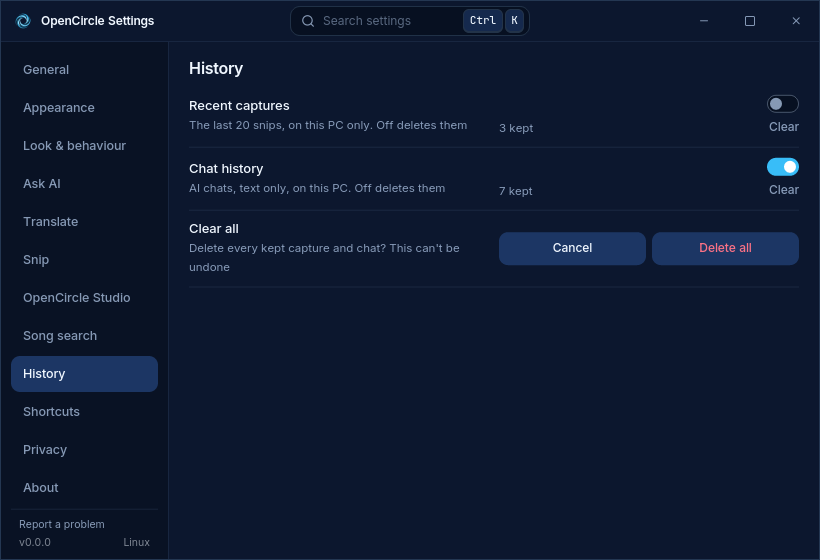 OpenCircle Settings
Search settings
Ctrl K
General
Appearance
Look & behaviour
Ask AI
Translate
Snip
OpenCircle Studio
Song search
History
Shortcuts
Privacy
About
Report a problem
v0.0.0 Linux
History
Recent captures
The last 20 snips, on this PC only. Off deletes them
3 kept
Clear
Chat history
AI chats, text only, on this PC. Off deletes them
7 kept
Clear
Clear all
Delete every kept capture and chat? This can't be
undone
Cancel
Delete all